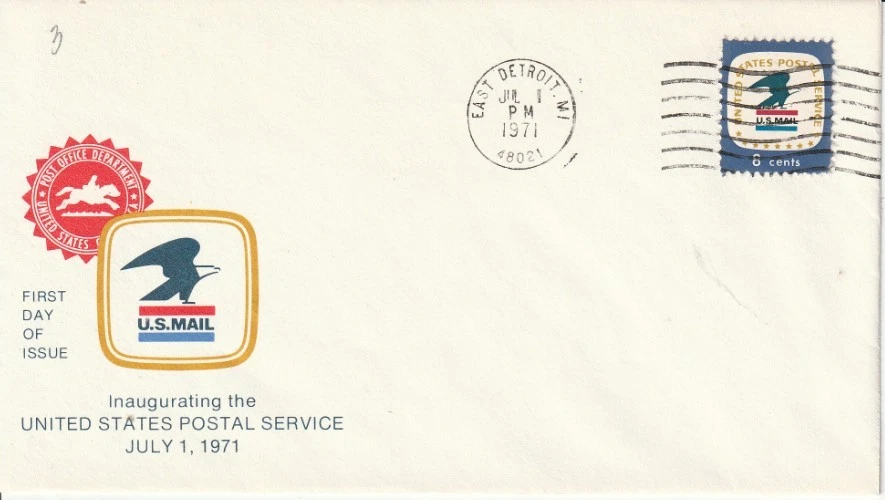 3
EAST DETROIT, MI
JUL 1
PM
1971
48021
UNITED STATES POSTAL SERVICE
U.S.MAIL
8 cents
POST OFFICE DEPARTMENT
UNITED STATES
U.S.MAIL
FIRST
DAY
OF
ISSUE
Inaugurating the
UNITED STATES POSTAL SERVICE
JULY 1, 1971